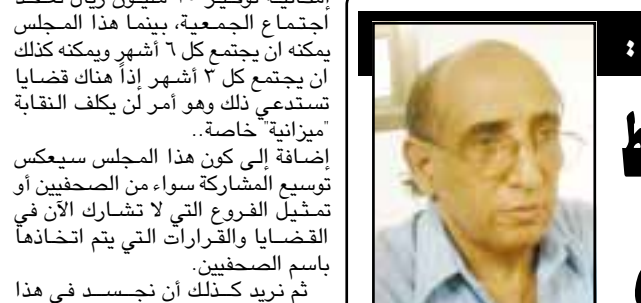 اجتماع الجمعية، بينما هذا المجلس
يمكنه ان يجتمع كل ٦ أشهر ويمكنه كذلك
ان يجتمع كل ٣ أشهر إذاً هناك قضايا
تستدعي ذلك وهو أمر لن يكلف النقابة
"ميزانية" خاصة..
إضافة إلى كون هذا المجلس سيعكس
توسيع المشاركة سواء من الصحفيين أو
تمثيل الفروع التي لا تشارك الآن في
القضايا والقرارات التي يتم اتخاذها
باسم الصحفيين.
ثم نريد كذلك أن نجسد في هذا